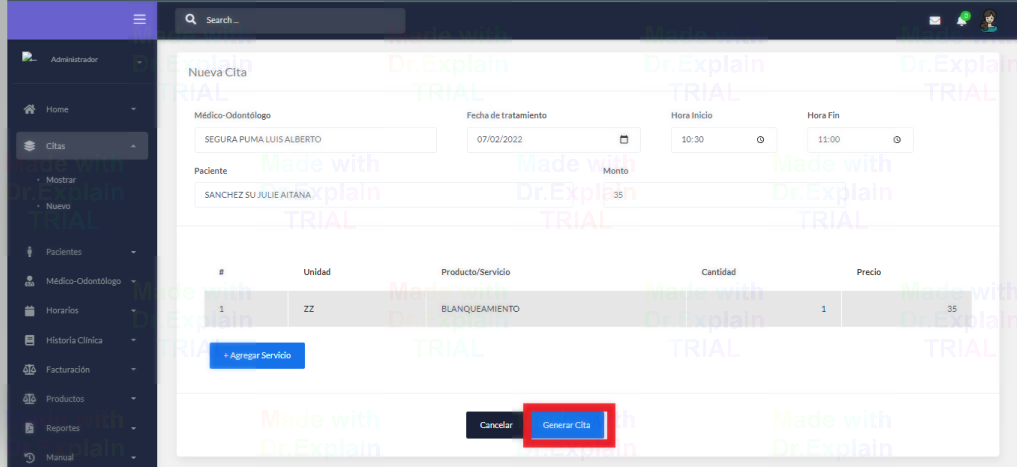 Search ...
Administrador
Home
Citas
Mostrar
Nuevo
Pacientes
Médico-Odontólogo
Horarios
Historia Clínica
Facturación
Productos
Reportes
Manual
0
Nueva Cita
Médico-Odontólogo
Fecha de tratamiento
Hora Inicio
Hora Fin
SEGURA PUMA LUIS ALBERTO
07/02/2022
10:30
11:00
Paciente
Monto
SANCHEZ SU JULIE AITANA
35
# Unidad Producto/Servicio Cantidad Precio
1 ZZ BLANQUEAMIENTO 1 35
+ Agregar Servicio
Cancelar
Generar Cita
Made with
Dr.Explain
TRIAL